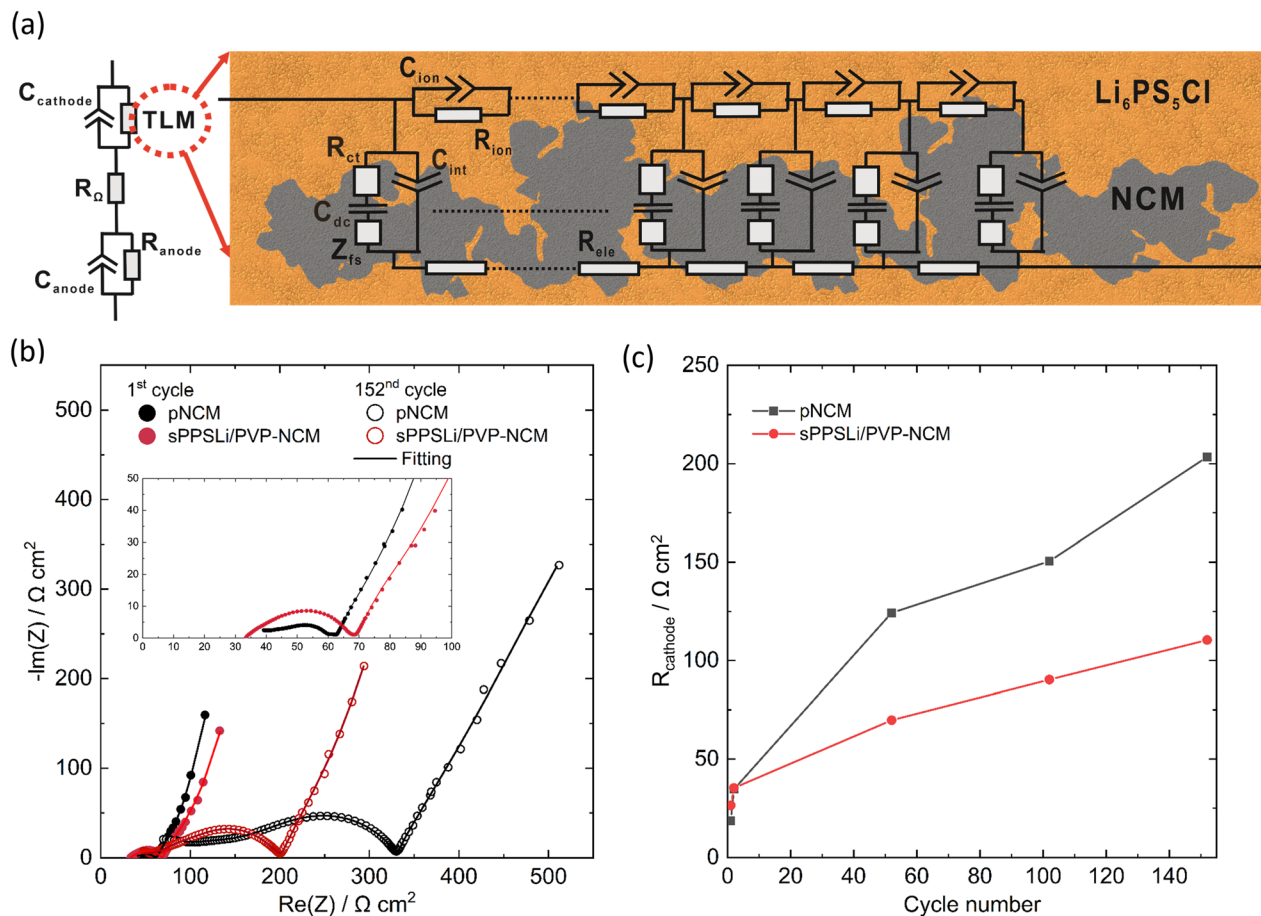 (a)
C_ion
Li₆PS₅Cl
C_cathode
TLM
R_ct
C_int
R_ion
R_Ω
C_dc
NCM
R_anode
Z_fs
R_ele
C_anode
(b)
(c)
1st cycle
152nd cycle
pNCM
pNCM
sPPSLi/PVP-NCM
sPPSLi/PVP-NCM
Fitting
500
400
300
200
100
0
-Im(Z) / Ω cm²
50
40
30
20
10
0
0 10 20 30 40 50 60 70 80 90 100
0 100 200 300 400 500
Re(Z) / Ω cm²
250
200
150
100
50
0
R_cathode / Ω cm²
pNCM
sPPSLi/PVP-NCM
0 20 40 60 80 100 120 140
Cycle number